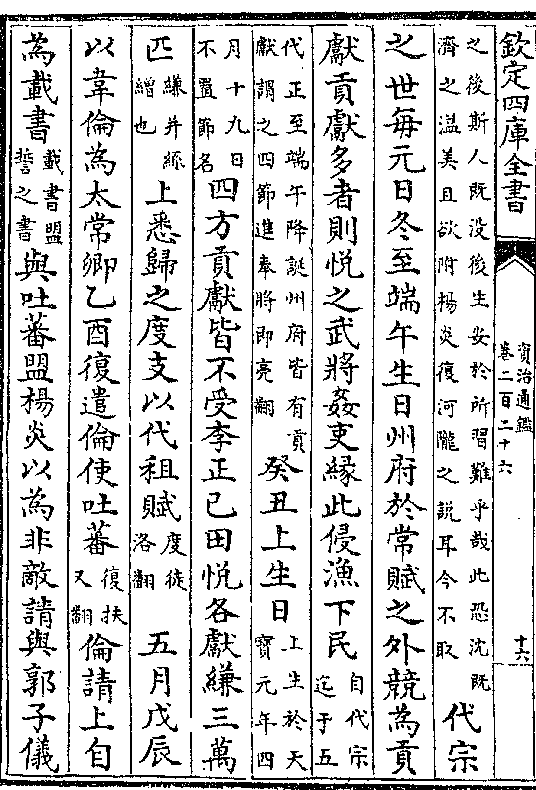 欽定四庫全書
資治通鑑
卷二百二十六
十六
之後斯人既没後生安於所習難乎哉此恐沈既
濟之溫美且欲附楊炎復河隴之說耳今不取
代宗
之世每元日冬至端午生日州府於常賦之外競為貢
獻貢獻多者則悅之武將姦吏緣此侵漁下民
自代宗
迄于五
代正至端午降誕州府皆有貢
獻謂之四節進奉將即亮翻
癸丑上生日
上生於天
寶元年四
月十九日
不置節名
四方貢獻皆不受李正己田悅各獻縑三萬
匹
縑并絲
繒也
上悉歸之度支以代租賦
度徒
洛翻
五月戊辰
以韋倫為太常卿乙酉復遣倫使吐蕃
復扶
又翻
倫請上自
為載書
載書盟
誓之書
與吐蕃盟楊炎以為非敵請與郭子儀